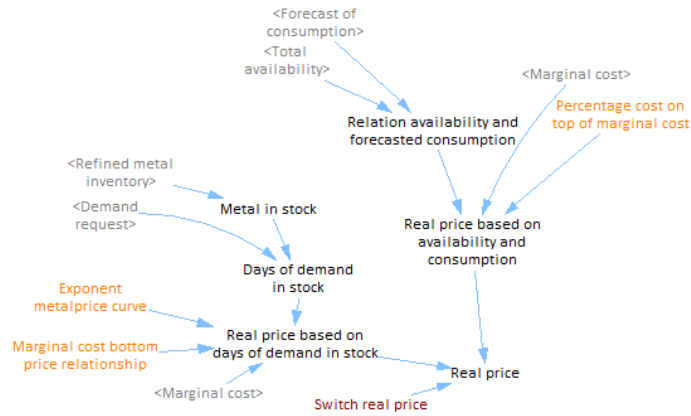 <Forecast of
consumption>
<Total
availability>
<Marginal cost>
Percentage cost on
top of marginal cost
Relation availability and
forecasted consumption
<Refined metal
inventory>
<Demand
request>
Metal in stock
Real price based on
availability and
consumption
Days of demand
in stock
Exponent
metalprice curve
Real price based on
days of demand in stock
Marginal cost bottom
price relationship
<Marginal cost>
Real price
Switch real price